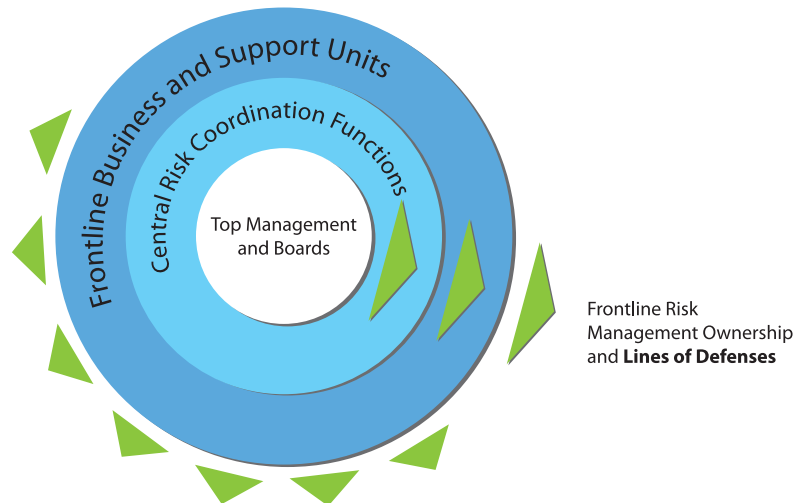 Frontline Business and Support Units
Central Risk Coordination Functions
Top Management
and Boards
Frontline Risk
Management Ownership
and Lines of Defenses